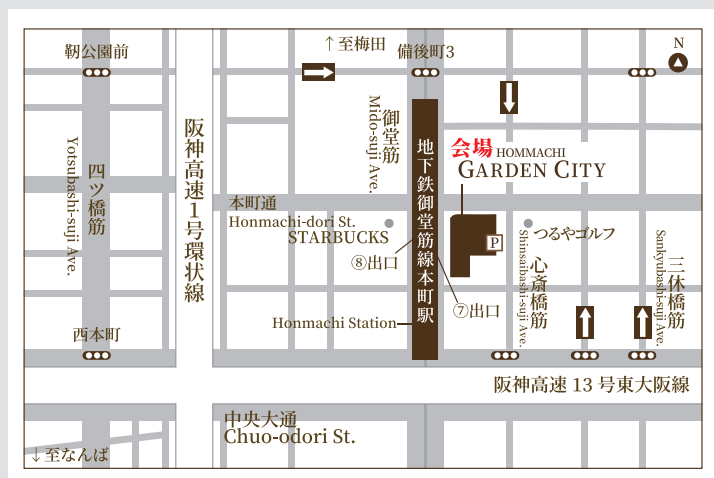 靭公園前
↑至梅田
備後町3
N
御堂筋
Mido-suji Ave.
四ツ橋筋
Yotsubashi-suji Ave.
阪神高速1号環状線
地下鉄御堂筋線本町駅
会場 HOMMACHI
GARDEN CITY
本町通
Honmachi-dori St.
STARBUCKS
⑧出口
P
つるやゴルフ
心斎橋筋
Shinsaibashi-suji Ave.
三休橋筋
Sankyubashi-suji Ave.
⑦出口
Honmachi Station
西本町
阪神高速 13 号東大阪線
中央大通
Chuo-odori St.
↓至なんば